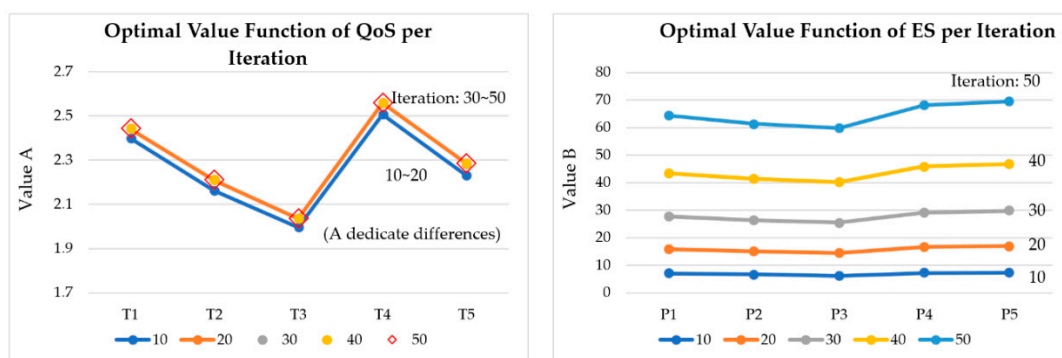 Optimal Value Function of QoS per
Iteration
2.7
2.5
2.3
2.1
1.9
1.7
Value A
Iteration: 30~50
10~20
(A dedicate differences)
T1 T2 T3 T4 T5
10 20 30 40 50
Optimal Value Function of ES per Iteration
80
70
60
50
40
30
20
10
0
Value B
Iteration: 50
40
30
20
10
P1 P2 P3 P4 P5
10 20 30 40 50